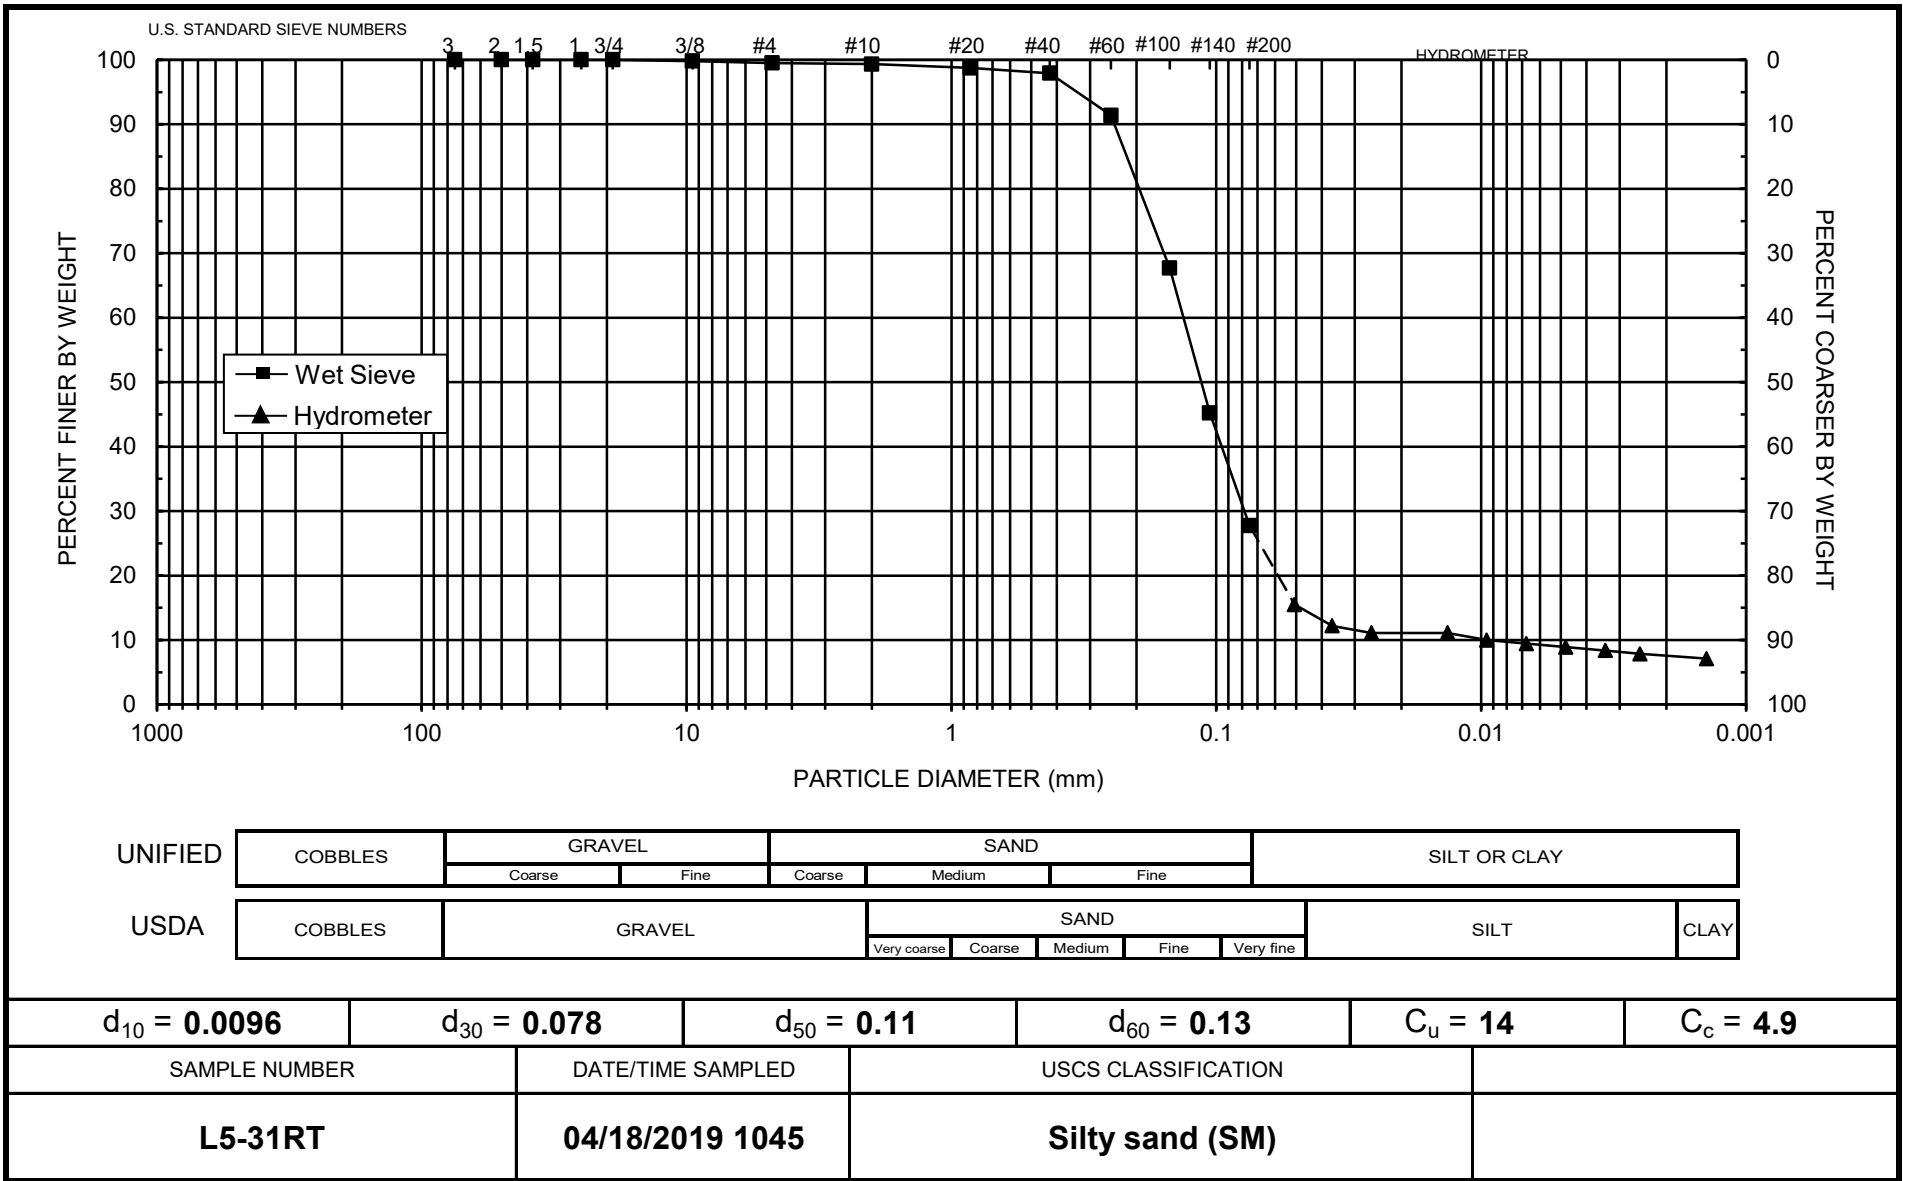 U.S. STANDARD SIEVE NUMBERS
3 2 1.5 1 3/4 3/8 #4 #10 #20 #40 #60 #100 #140 #200
HYDROMETER
100 0
90 10
80 20
70 30
60 40
50 50
40 60
30 70
20 80
10 90
0 100
PERCENT FINER BY WEIGHT
PERCENT COARSER BY WEIGHT
Wet Sieve
Hydrometer
1000 100 10 1 0.1 0.01 0.001
PARTICLE DIAMETER (mm)
UNIFIED
COBBLES GRAVEL SAND SILT OR CLAY
Coarse Fine Coarse Medium Fine
USDA
COBBLES GRAVEL SAND SILT CLAY
Very coarse Coarse Medium Fine Very fine
d10 = 0.0096 d30 = 0.078 d50 = 0.11 d60 = 0.13 Cu = 14 Cc = 4.9
SAMPLE NUMBER DATE/TIME SAMPLED USCS CLASSIFICATION
L5-31RT 04/18/2019 1045 Silty sand (SM)